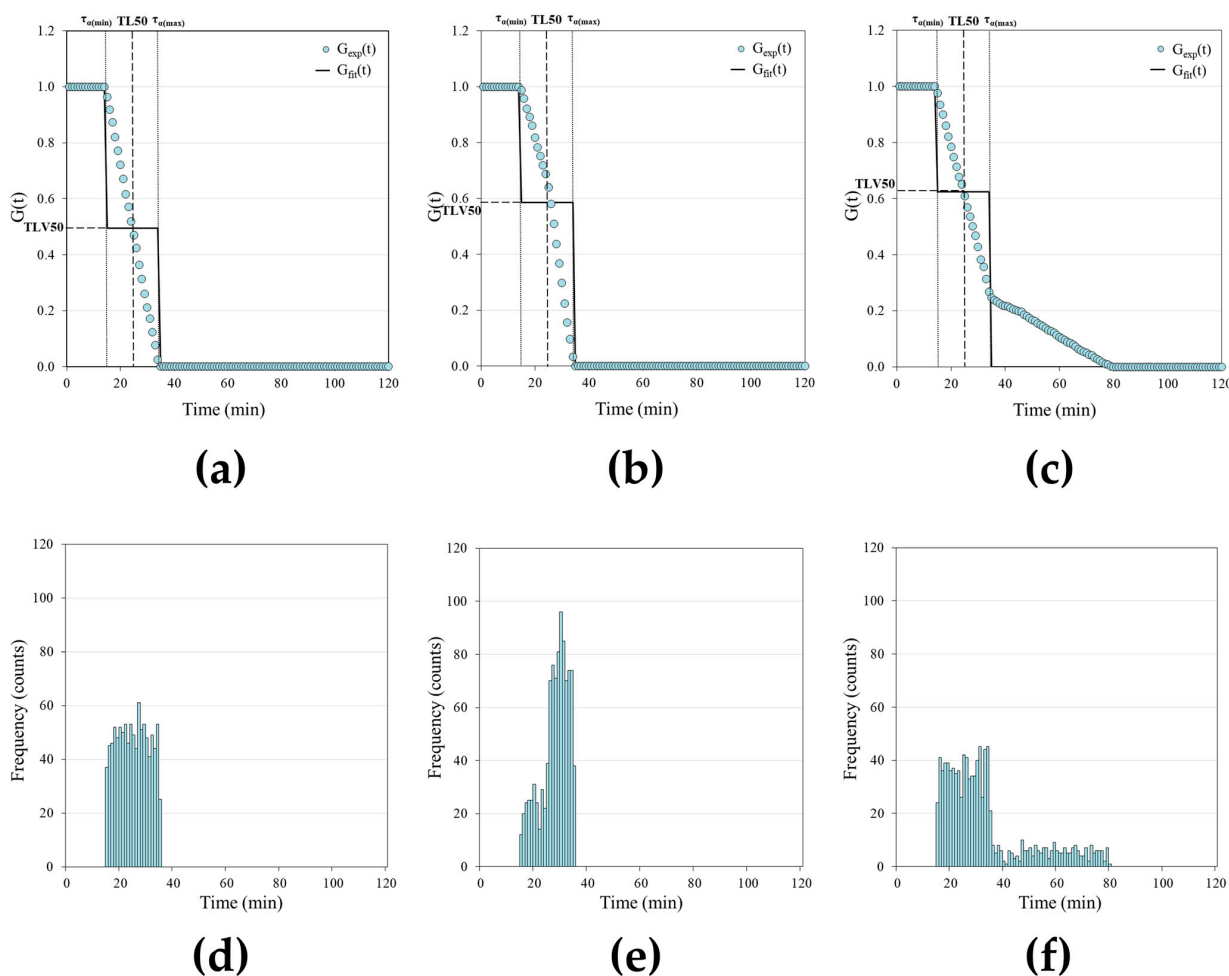 τα(min) TL50 τα(max)
1.2
1.0
0.8
0.6
0.4
0.2
0.0
G(t)
TLV50
Gexp(t)
Gfit(t)
0 20 40 60 80 100 120
Time (min)
(a)
τα(min) TL50 τα(max)
1.2
1.0
0.8
0.6
0.4
0.2
0.0
G(t)
TLV50
Gexp(t)
Gfit(t)
0 20 40 60 80 100 120
Time (min)
(b)
τα(min) TL50 τα(max)
1.2
1.0
0.8
0.6
0.4
0.2
0.0
G(t)
TLV50
Gexp(t)
Gfit(t)
0 20 40 60 80 100 120
Time (min)
(c)
120
100
80
60
40
20
0
Frequency (counts)
0 20 40 60 80 100 120
Time (min)
(d)
120
100
80
60
40
20
0
Frequency (counts)
0 20 40 60 80 100 120
Time (min)
(e)
120
100
80
60
40
20
0
Frequency (counts)
0 20 40 60 80 100 120
Time (min)
(f)